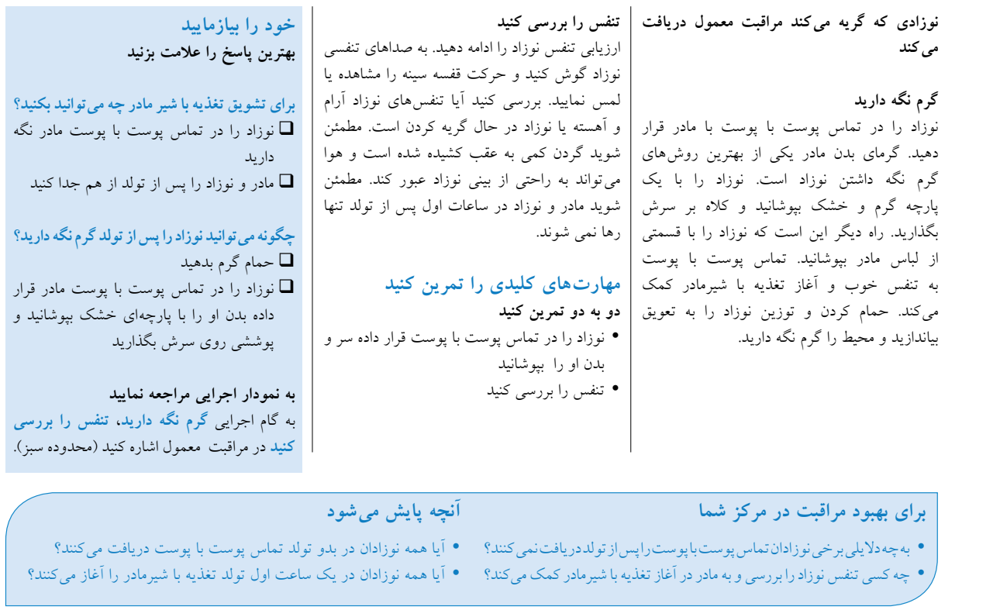 نوزادی که گریه می‌کند مراقبت معمول دریافت
می‌کند
گرم نگه دارید
نوزاد را در تماس پوست با پوست با مادر قرار
دهید. گرمای بدن مادر یکی از بهترین روش‌های
گرم نگه داشتن نوزاد است. نوزاد را با یک
پارچه گرم و خشک بپوشانید و کلاه بر سرش
بگذارید. راه دیگر این است که نوزاد را با قسمتی
از لباس مادر بپوشانید. تماس پوست با پوست
به تنفس خوب و آغاز تغذیه با شیرمادر کمک
می‌کند. حمام کردن و توزین نوزاد را به تعویق
بیاندازید و محیط را گرم نگه دارید.
تنفس را بررسی کنید
ارزیابی تنفس نوزاد را ادامه دهید. به صداهای تنفسی
نوزاد گوش کنید و حرکت قفسه سینه را مشاهده یا
لمس نمایید. بررسی کنید آیا تنفس‌های نوزاد آرام
و آهسته یا نوزاد در حال گریه کردن است. مطمئن
شوید گردن کمی به عقب کشیده شده است و هوا
می‌تواند به راحتی از بینی نوزاد عبور کند. مطمئن
شوید مادر و نوزاد در ساعات اول پس از تولد تنها
رها نمی شوند.
مهارت‌های کلیدی را تمرین کنید
دو به دو تمرین کنید
• نوزاد را در تماس پوست با پوست قرار داده سر و
بدن او را بپوشانید
• تنفس را بررسی کنید
خود را بیازمایید
بهترین پاسخ را علامت بزنید
برای تشویق تغذیه با شیر مادر چه می‌توانید بکنید؟
❑ نوزاد را در تماس پوست با پوست مادر نگه
دارید
❑ مادر و نوزاد را پس از تولد از هم جدا کنید
چگونه می‌توانید نوزاد را پس از تولد گرم نگه دارید؟
❑ حمام گرم بدهید
❑ نوزاد را در تماس پوست با پوست مادر قرار
داده بدن او را با پارچه‌ای خشک بپوشانید و
پوششی روی سرش بگذارید
به نمودار اجرایی مراجعه نمایید
به گام اجرایی گرم نگه دارید، تنفس را بررسی
کنید در مراقبت معمول اشاره کنید (محدوده سبز).
برای بهبود مراقبت در مرکز شما
• به چه دلایلی برخی نوزادان تماس پوست با پوست را پس از تولد دریافت نمی‌کنند؟
• چه کسی تنفس نوزاد را بررسی و به مادر در آغاز تغذیه با شیرمادر کمک می‌کند؟
آنچه پایش می‌شود
• آیا همه نوزادان در بدو تولد تماس پوست با پوست دریافت می‌کنند؟
• آیا همه نوزادان در یک ساعت اول تولد تغذیه با شیرمادر را آغاز می‌کنند؟